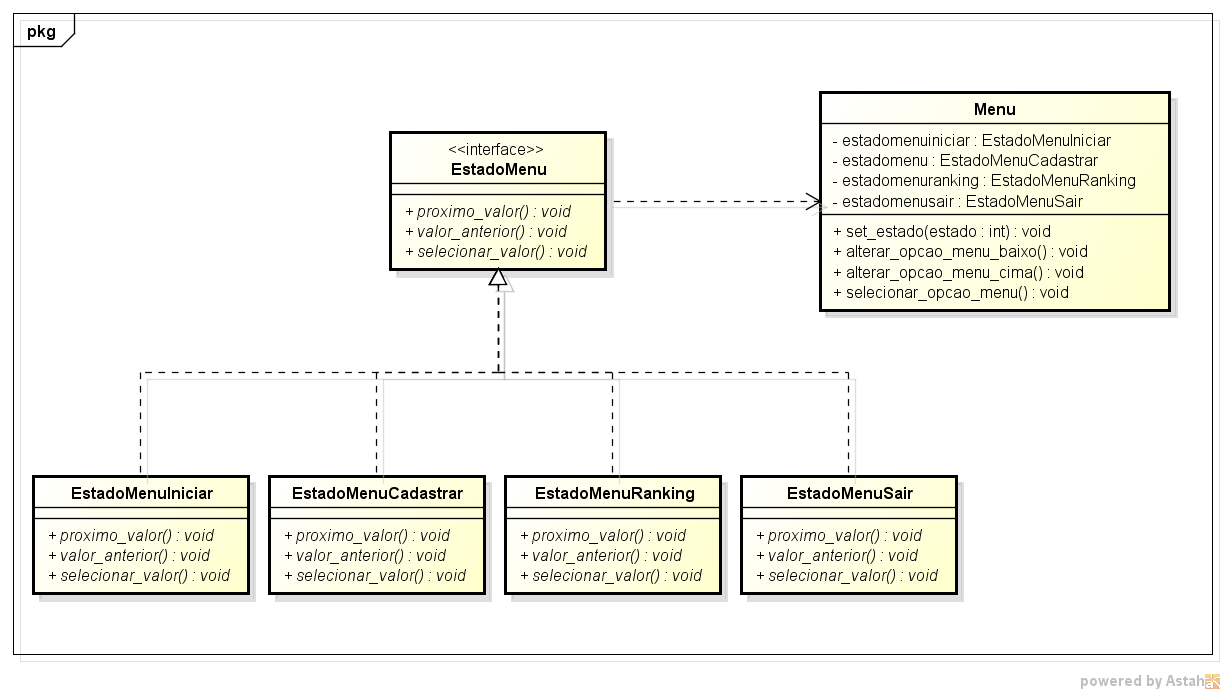 pkg
<<interface>>
EstadoMenu
+ proximo_valor() : void
+ valor_anterior() : void
+ selecionar_valor() : void
Menu
- estadomenuiniciar : EstadoMenuIniciar
- estadomenu : EstadoMenuCadastrar
- estadomenuranking : EstadoMenuRanking
- estadomenusair : EstadoMenuSair
+ set_estado(estado : int) : void
+ alterar_opcao_menu_baixo() : void
+ alterar_opcao_menu_cima() : void
+ selecionar_opcao_menu() : void
EstadoMenuIniciar
+ proximo_valor() : void
+ valor_anterior() : void
+ selecionar_valor() : void
EstadoMenuCadastrar
+ proximo_valor() : void
+ valor_anterior() : void
+ selecionar_valor() : void
EstadoMenuRanking
+ proximo_valor() : void
+ valor_anterior() : void
+ selecionar_valor() : void
EstadoMenuSair
+ proximo_valor() : void
+ valor_anterior() : void
+ selecionar_valor() : void
powered by Astah